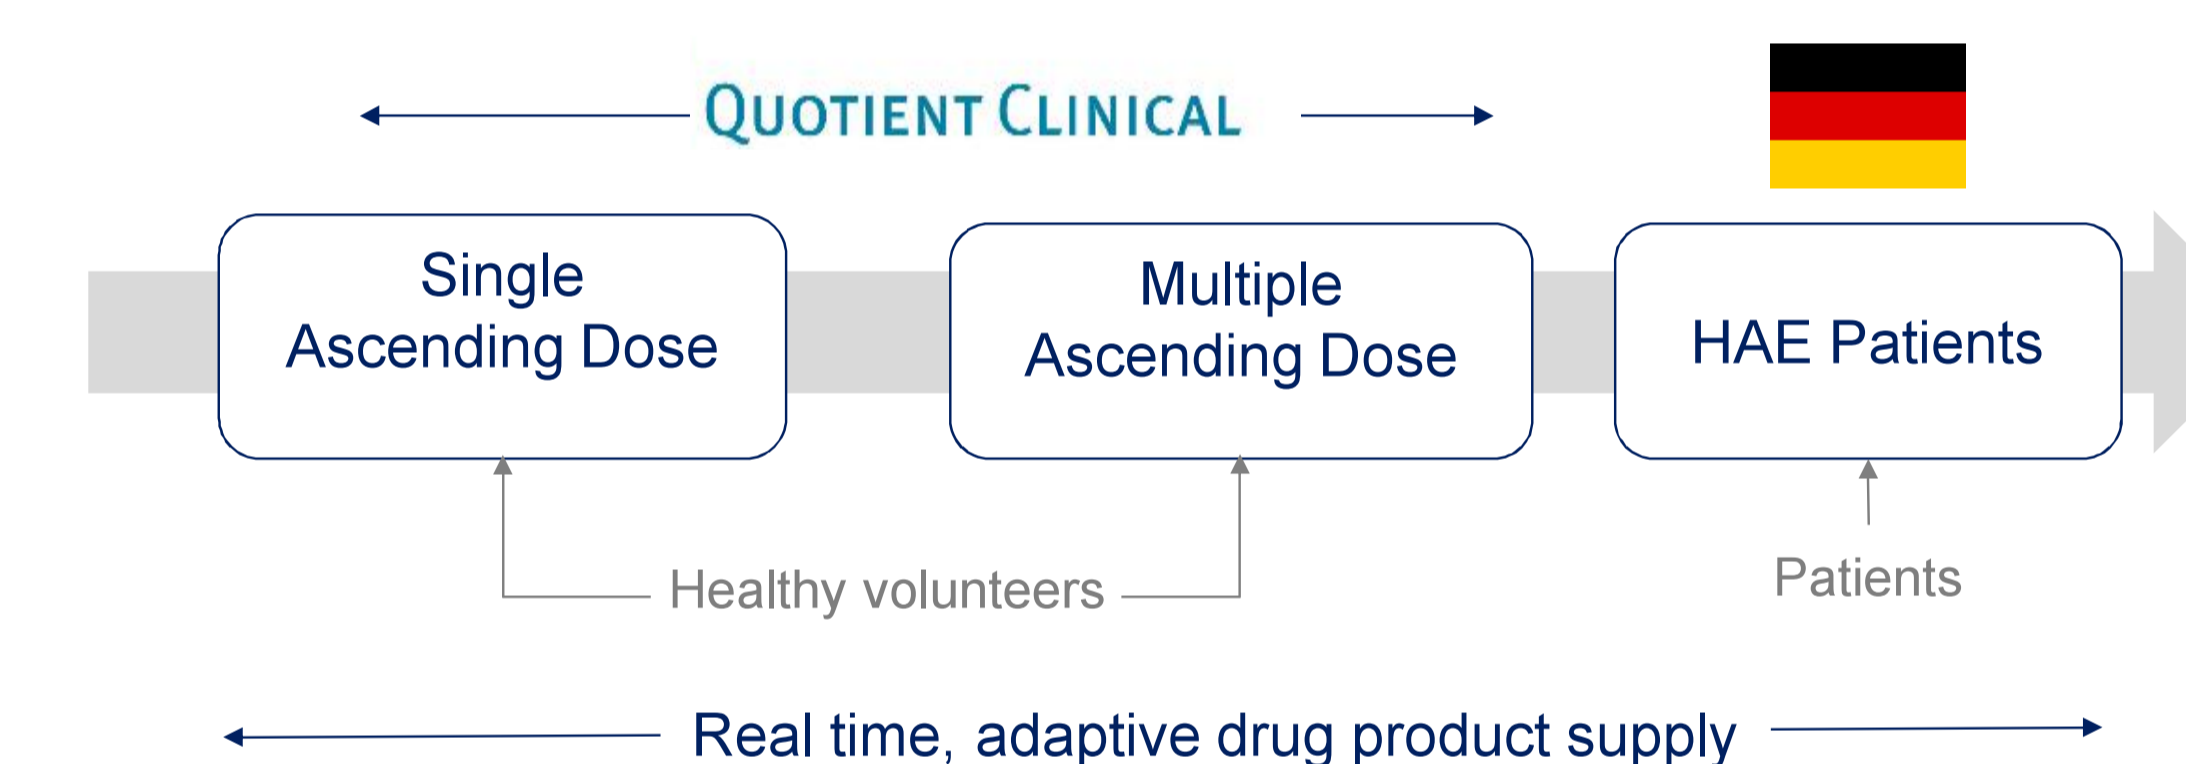 QUOTIENT CLINICAL
Single
Ascending Dose
Multiple
Ascending Dose
HAE Patients
Healthy volunteers
Patients
Real time, adaptive drug product supply